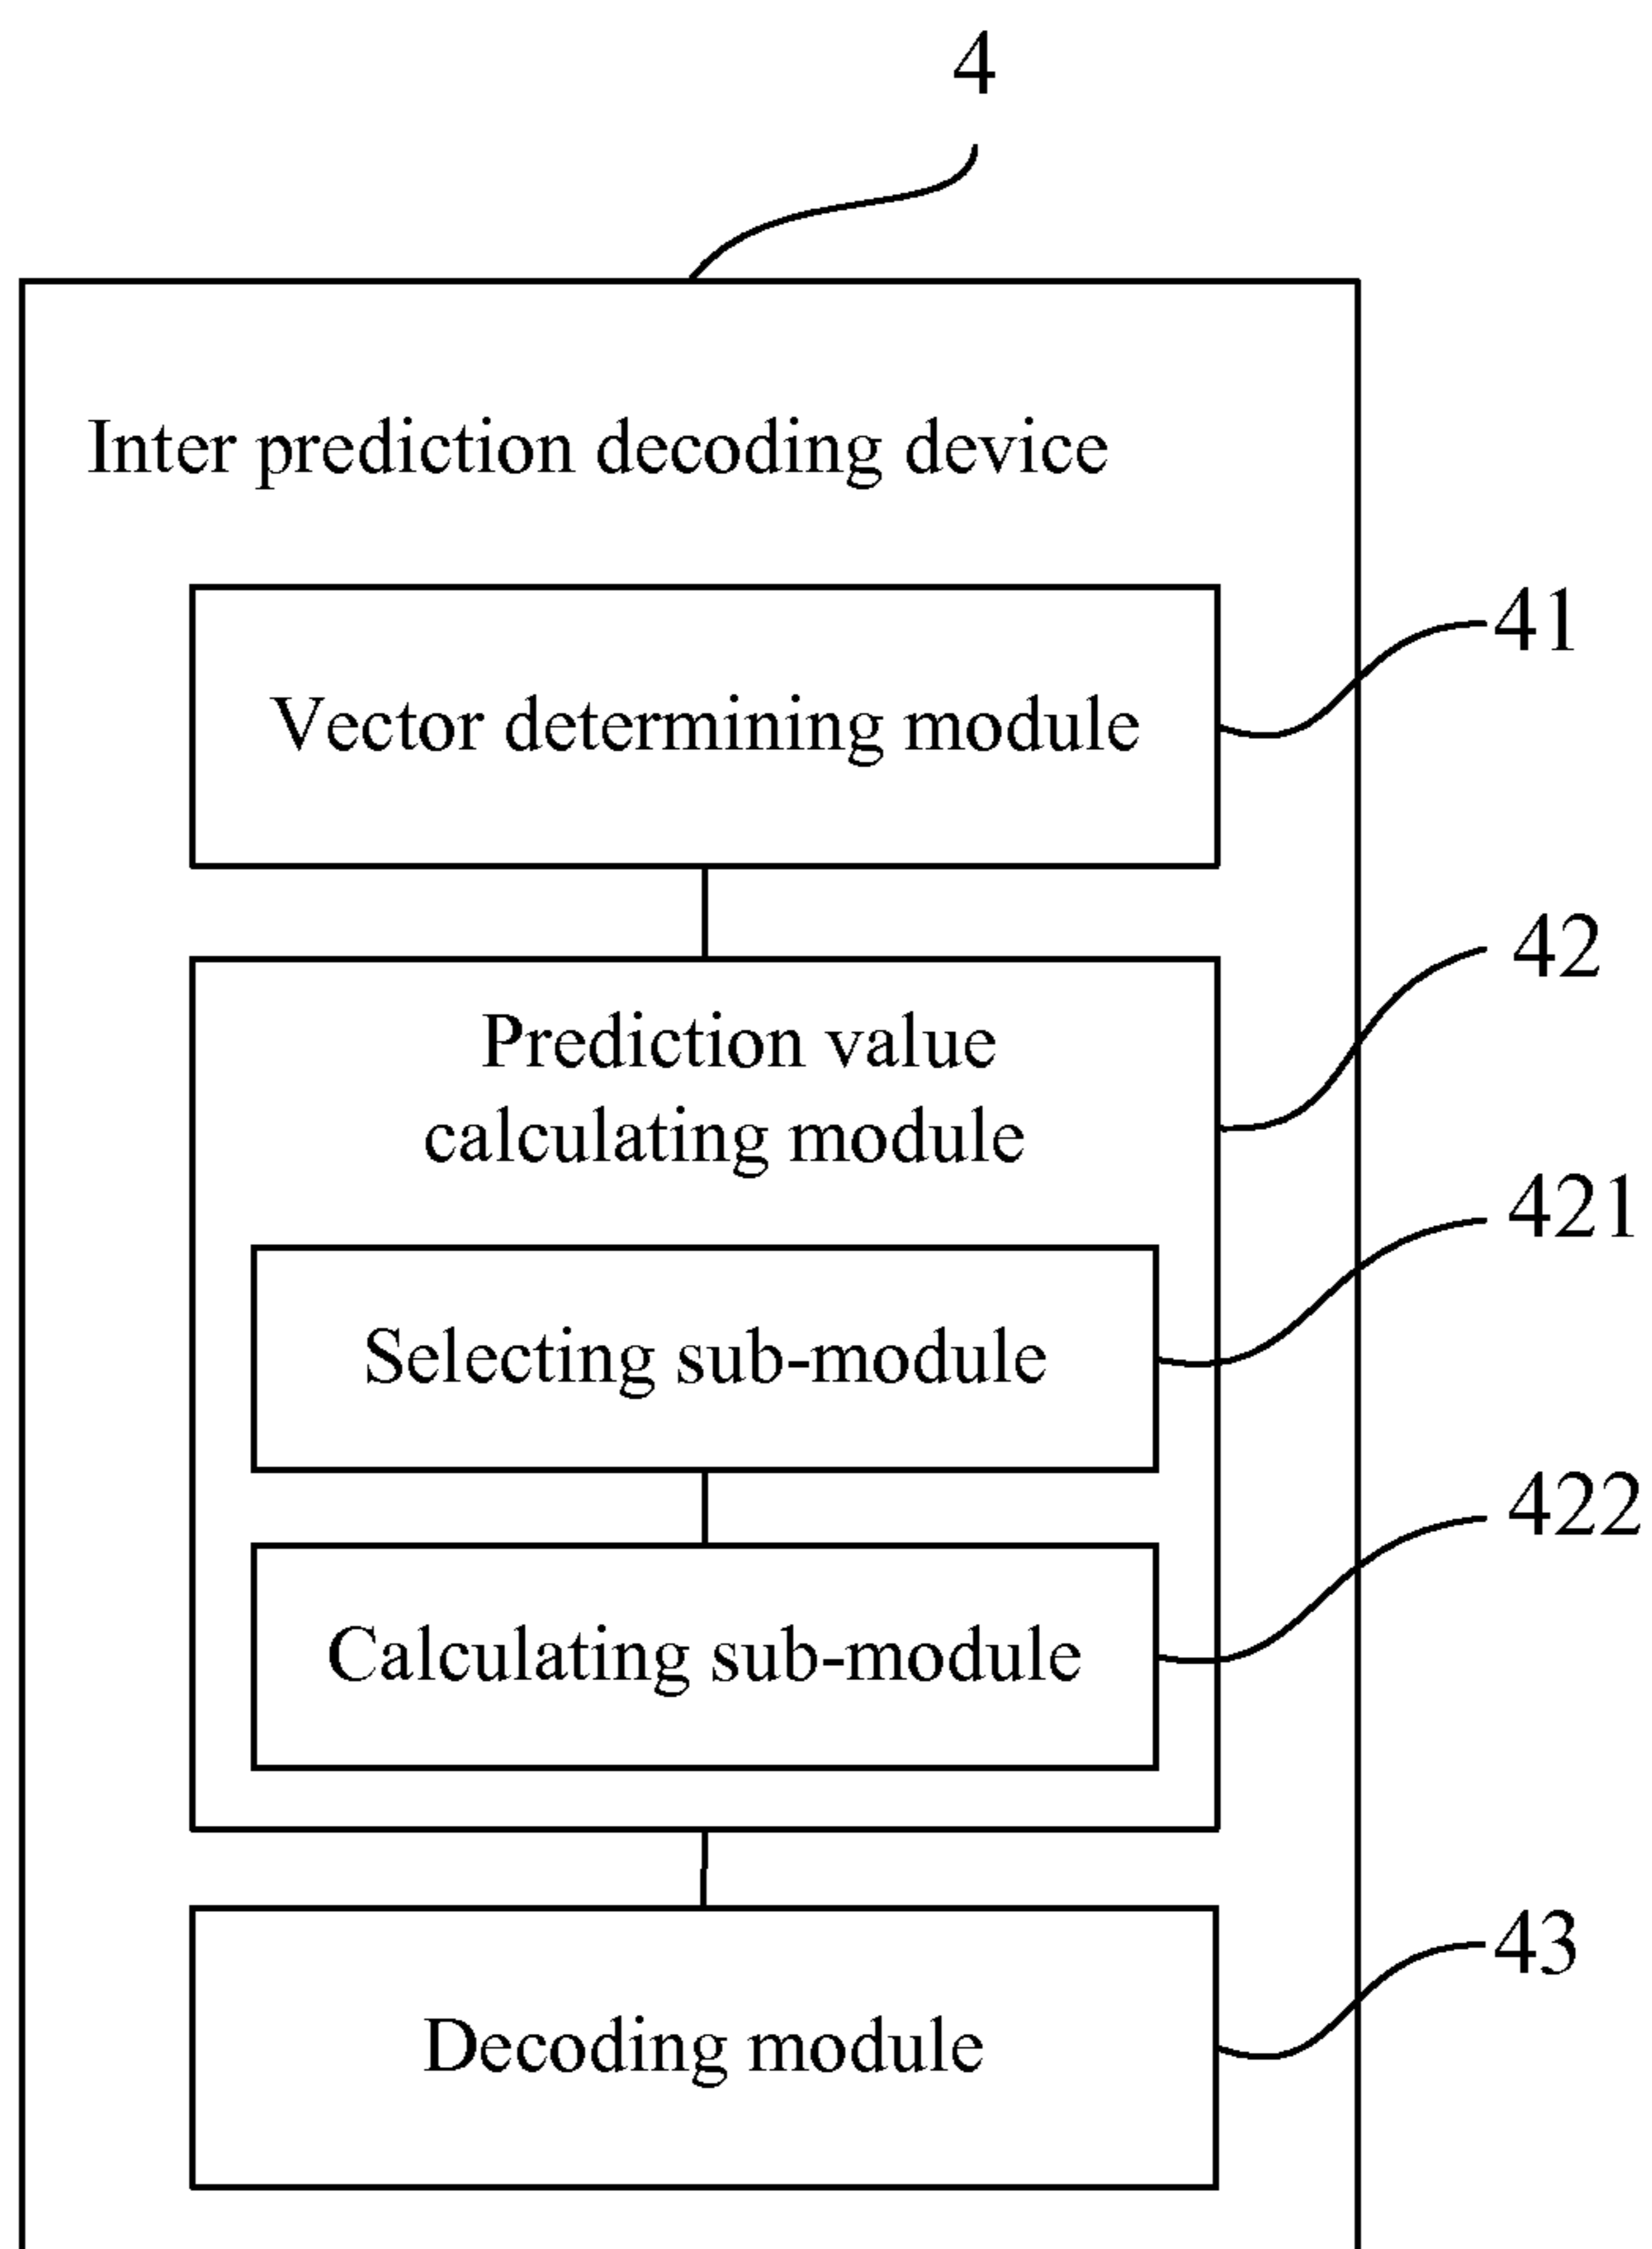 4
Inter prediction decoding device
41
Vector determining module
42
Prediction value
calculating module
421
Selecting sub-module
422
Calculating sub-module
43
Decoding module